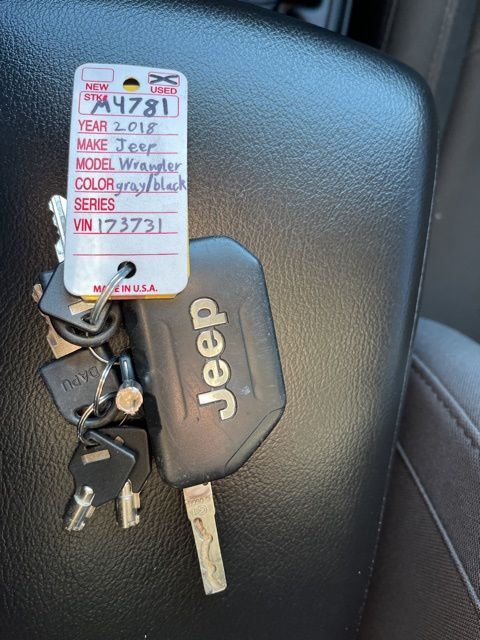 NEW USED
STK# M4781
YEAR 2018
MAKE Jeep
MODEL Wrangler
COLOR gray/black
SERIES
VIN 173731
MADE IN U.S.A.
Jeep
DAPU